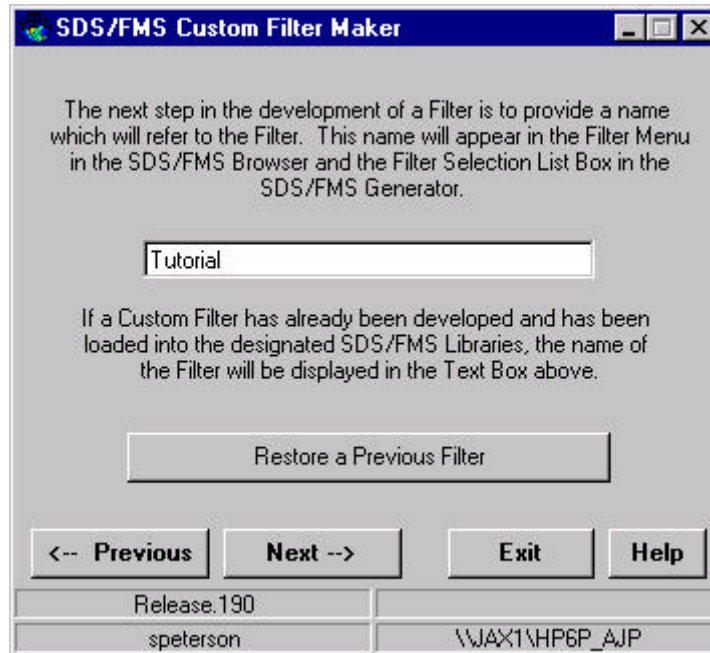 SDS/FMS Custom Filter Maker
The next step in the development of a Filter is to provide a name
which will refer to the Filter. This name will appear in the Filter Menu
in the SDS/FMS Browser and the Filter Selection List Box in the
SDS/FMS Generator.
Tutorial
If a Custom Filter has already been developed and has been
loaded into the designated SDS/FMS Libraries, the name of
the Filter will be displayed in the Text Box above.
Restore a Previous Filter
<-- Previous Next --> Exit Help
Release.190
speterson \\JAX1\HP6P_AJP